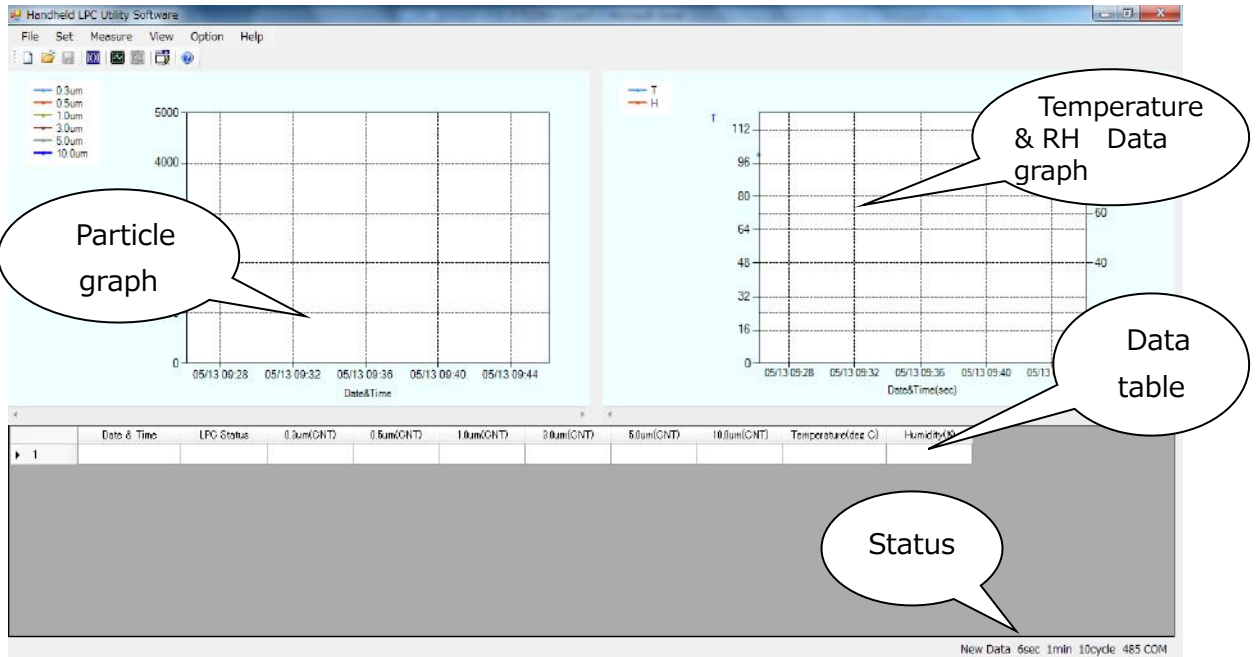 Handheld LPC Utility Software
File Set Measure View Option Help
0.3um
0.5um
1.0um
3.0um
5.0um
10.0um
5000
4000
0
05/13 09:28 05/13 09:32 05/13 09:36 05/13 09:40 05/13 09:44
Date&Time
Particle
graph
T
H
T
112
96
80
64
48
32
16
0
60
40
05/13 09:28 05/13 09:32 05/13 09:36 05/13 09:40 05/13
Date&Time(sec)
Temperature
& RH Data
graph
Data
table
Date & Time LPC Status 0.3um(CNT) 0.5um(CNT) 1.0um(CNT) 3.0um(CNT) 5.0um(CNT) 10.0um(CNT) Temperature(deg C) Humidity(%)
1
Status
New Data 6sec 1min 10cycle 485 COM